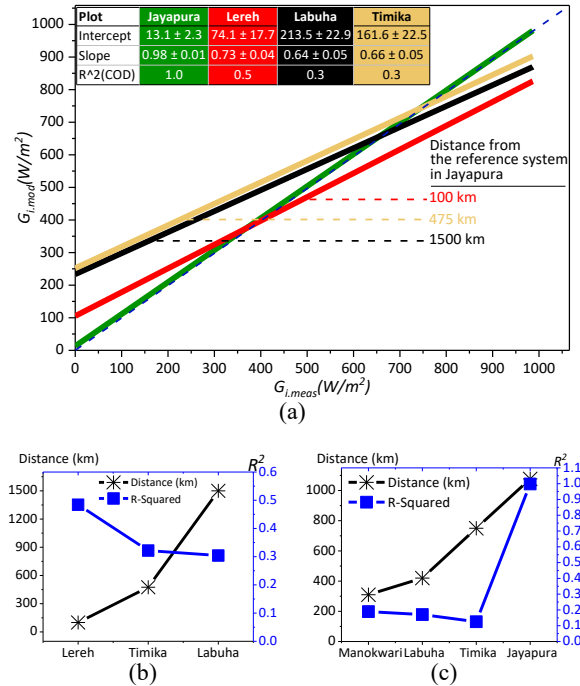 Plot Jayapura Lereh Labuha Timika
Intercept 13.1 ± 2.3 74.1 ± 17.7 213.5 ± 22.9 161.6 ± 22.5
Slope 0.98 ± 0.01 0.73 ± 0.04 0.64 ± 0.05 0.66 ± 0.05
R^2(COD) 1.0 0.5 0.3 0.3
1000
900
800
700
600
500
400
300
200
100
0
G i.mod (W/m²)
Distance from
the reference system
in Jayapura
100 km
475 km
1500 km
0 100 200 300 400 500 600 700 800 900 1000
G i.meas (W/m²)
(a)
Distance (km) R²
Distance (km)
R-Squared
1500
1200
900
600
300
0
0.6
0.5
0.4
0.3
0.2
0.1
0.0
Lereh Timika Labuha
(b)
Distance (km) R²
Distance (km)
R-Squared
1000
800
600
400
200
0
1.1
1.0
0.9
0.8
0.7
0.6
0.5
0.4
0.3
0.2
0.1
0.0
Manokwari Labuha Timika Jayapura
(c)